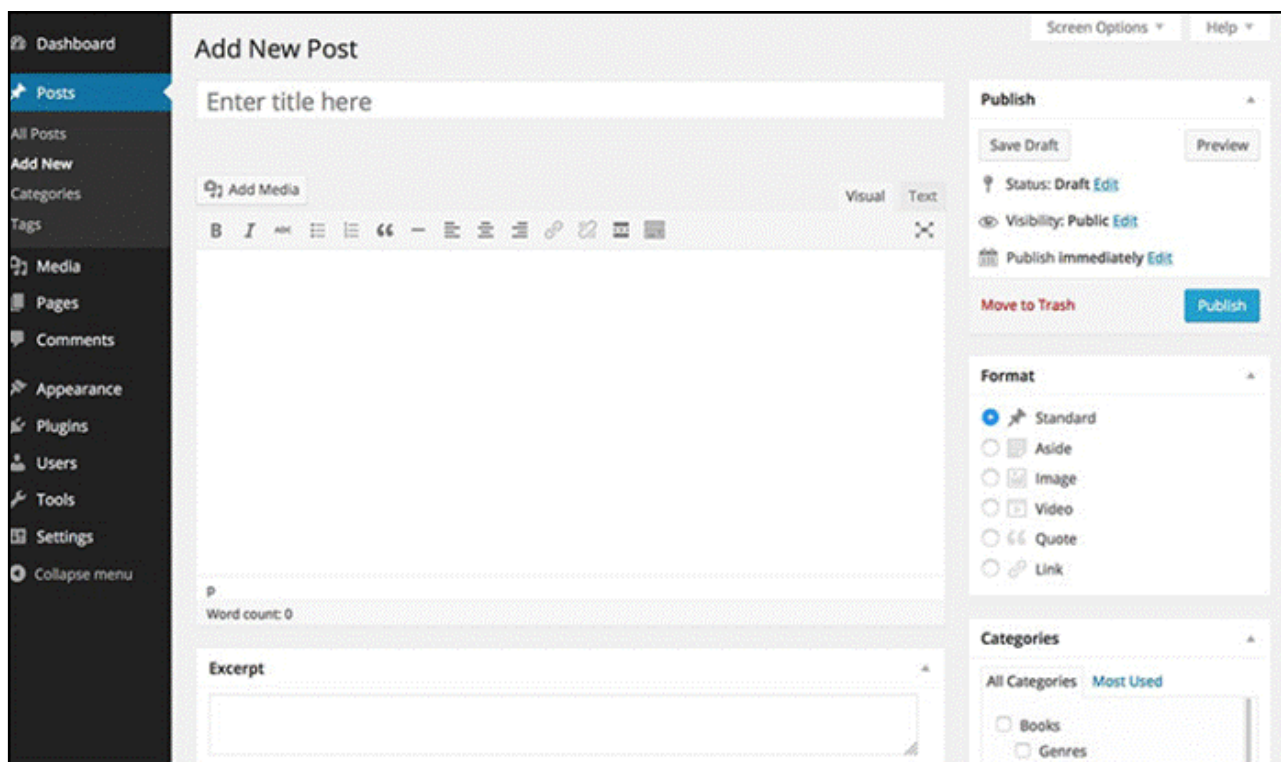 Dashboard
Posts
All Posts
Add New
Categories
Tags
Media
Pages
Comments
Appearance
Plugins
Users
Tools
Settings
Collapse menu
Screen Options
Help
Add New Post
Enter title here
Add Media
Visual
Text
B I ABC
P
Word count: 0
Excerpt
Publish
Save Draft
Preview
Status: Draft Edit
Visibility: Public Edit
Publish immediately Edit
Move to Trash
Publish
Format
Standard
Aside
Image
Video
Quote
Link
Categories
All Categories
Most Used
Books
Genres